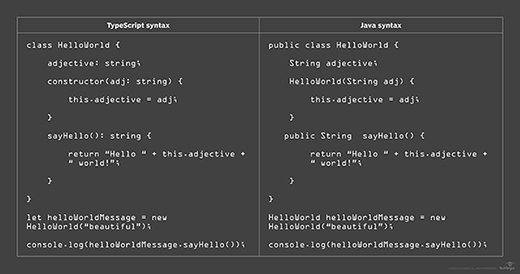 TypeScript syntax
class HelloWorld {
adjective: string;
constructor(adj: string) {
this.adjective = adj;
}
sayHello(): string {
return "Hello " + this.adjective +
" world!";
}
}
let helloWorldMessage = new
HelloWorld("beautiful");
console.log(helloWorldMessage.sayHello());
Java syntax
public class HelloWorld {
String adjective;
HelloWorld(String adj) {
this.adjective = adj;
}
public String sayHello() {
return "Hello " + this.adjective +
" world!";
}
}
HelloWorld helloWorldMessage = new
HelloWorld("beautiful");
console.log(helloWorldMessage.sayHello());